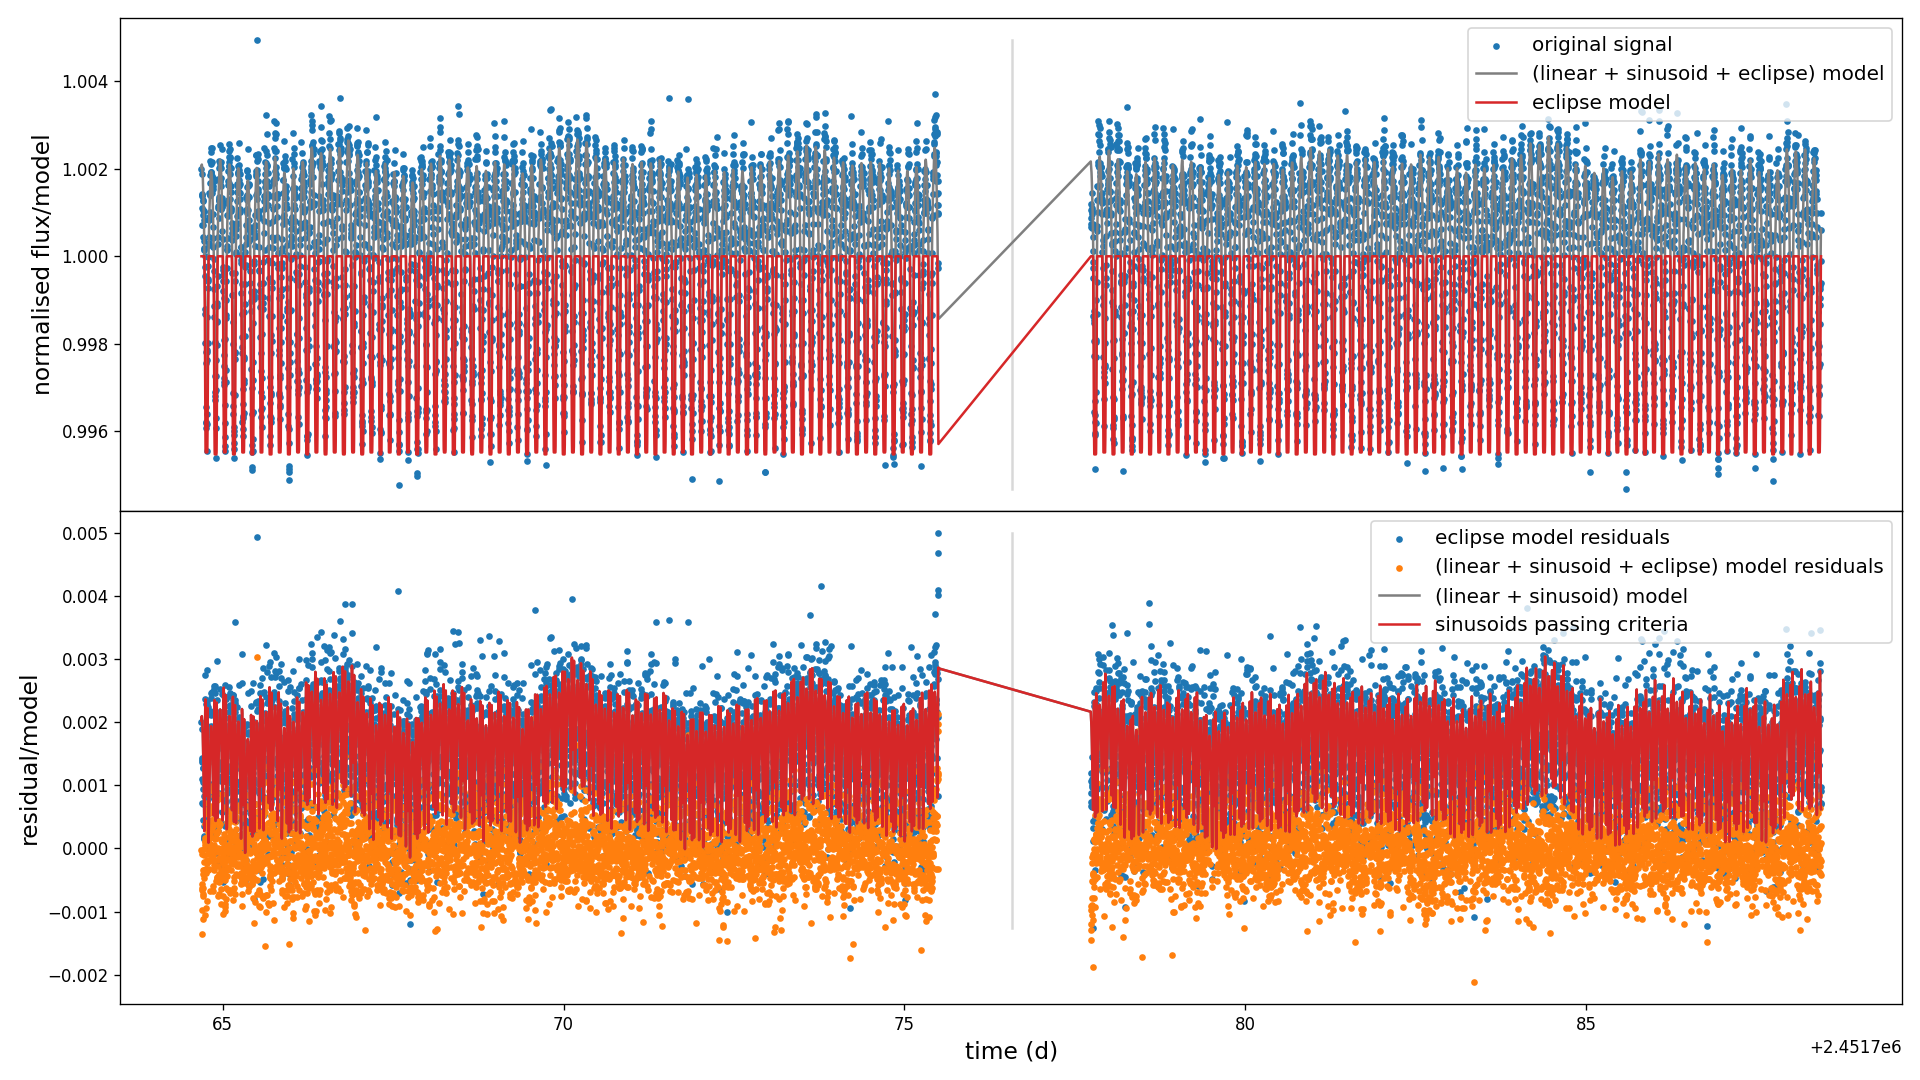 original signal
(linear + sinusoid + eclipse) model
eclipse model
1.004
1.002
1.000
0.998
0.996
normalised flux/model
eclipse model residuals
(linear + sinusoid + eclipse) model residuals
(linear + sinusoid) model
sinusoids passing criteria
0.005
0.004
0.003
0.002
0.001
0.000
−0.001
−0.002
residual/model
65
70
75
80
85
time (d)
+2.4517e6